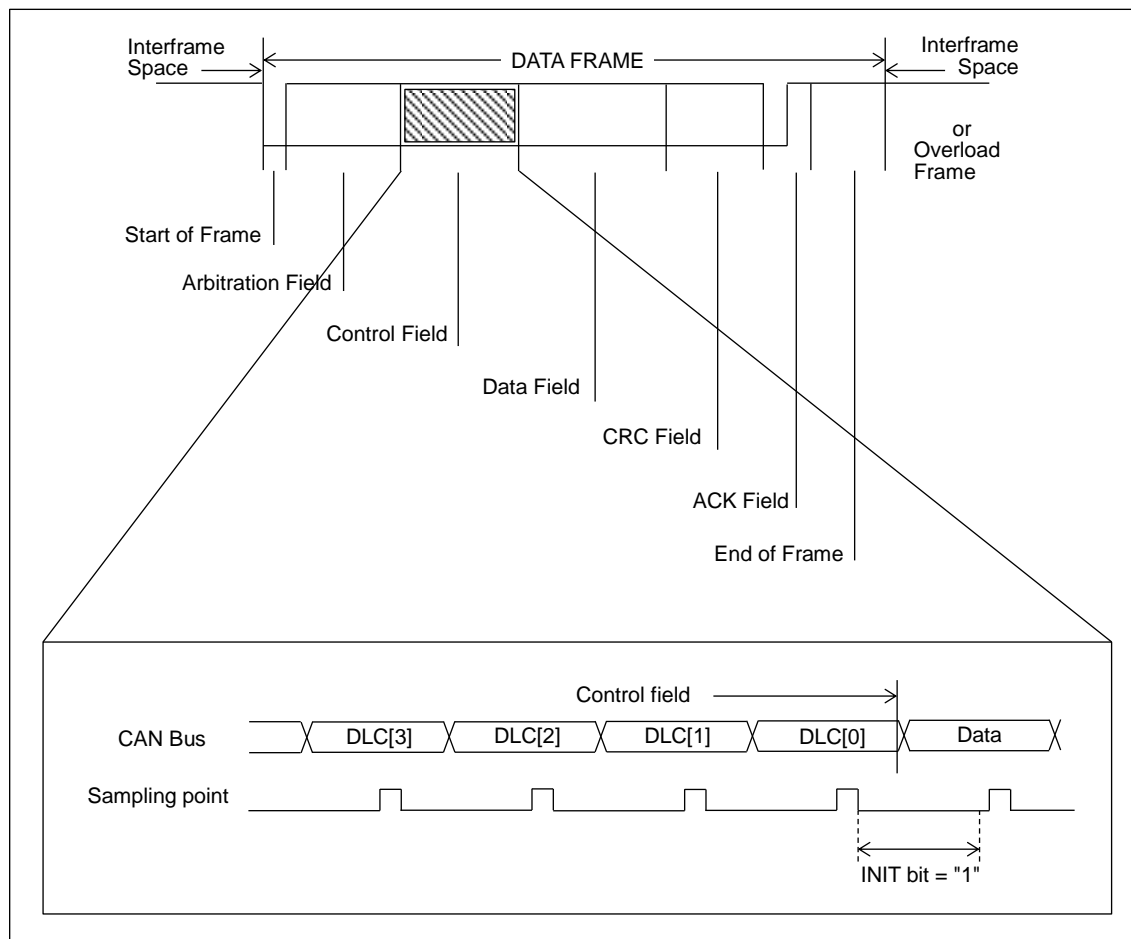 Interframe
Space
DATA FRAME
Interframe
Space
or
Overload
Frame
Start of Frame
Arbitration Field
Control Field
Data Field
CRC Field
ACK Field
End of Frame
Control field
CAN Bus
DLC[3]
DLC[2]
DLC[1]
DLC[0]
Data
Sampling point
INIT bit = "1"